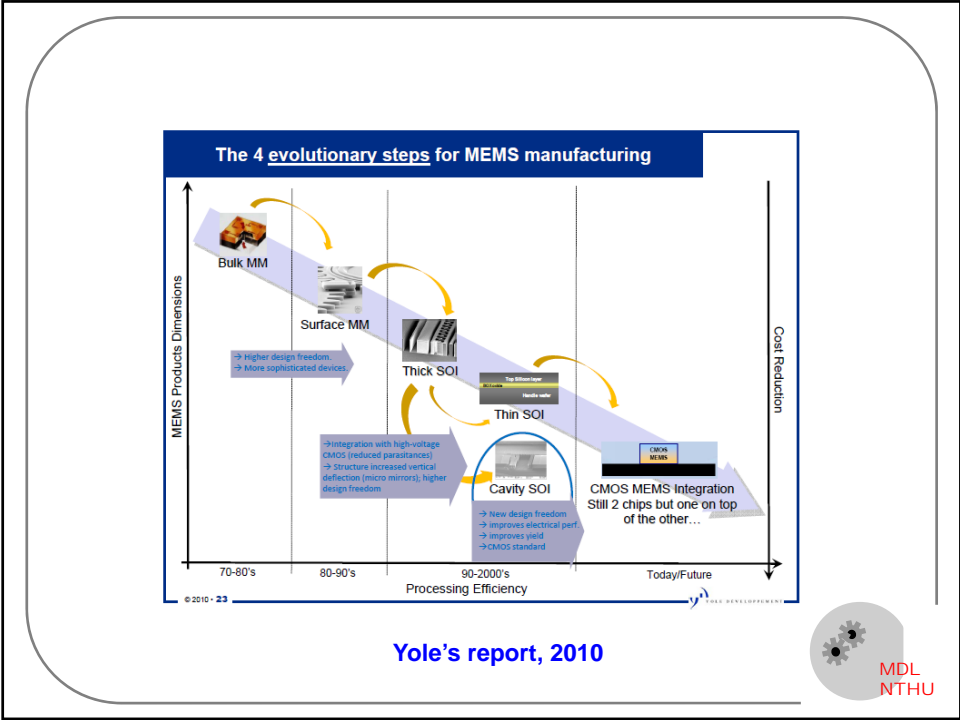 The 4 evolutionary steps for MEMS manufacturing
MEMS Products Dimensions
Cost Reduction
Bulk MM
Surface MM
→ Higher design freedom.
→ More sophisticated devices.
Thick SOI
Top Silicon layer
Handle wafer
Thin SOI
→Integration with high-voltage
CMOS (reduced parasitances)
→ Structure increased vertical
deflection (micro mirrors); higher
design freedom
Cavity SOI
→ New design freedom
→ improves electrical perf.
→ improves yield
→CMOS standard
CMOS
MEMS
CMOS MEMS Integration
Still 2 chips but one on top
of the other…
70-80's
80-90's
90-2000's
Today/Future
Processing Efficiency
© 2010 • 23
YOLE DEVELOPPEMENT
Yole's report, 2010
MDL
NTHU